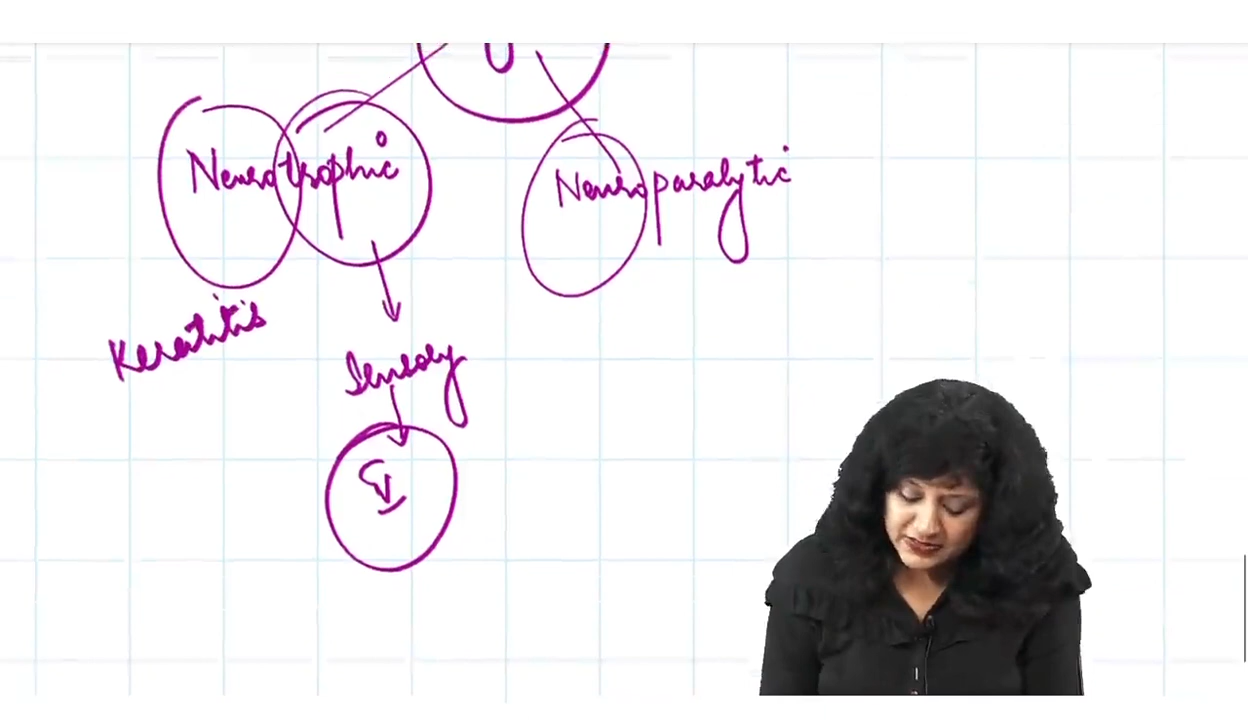 Neurotrophic
Neuroparalytic
Keratitis
Sensory
V